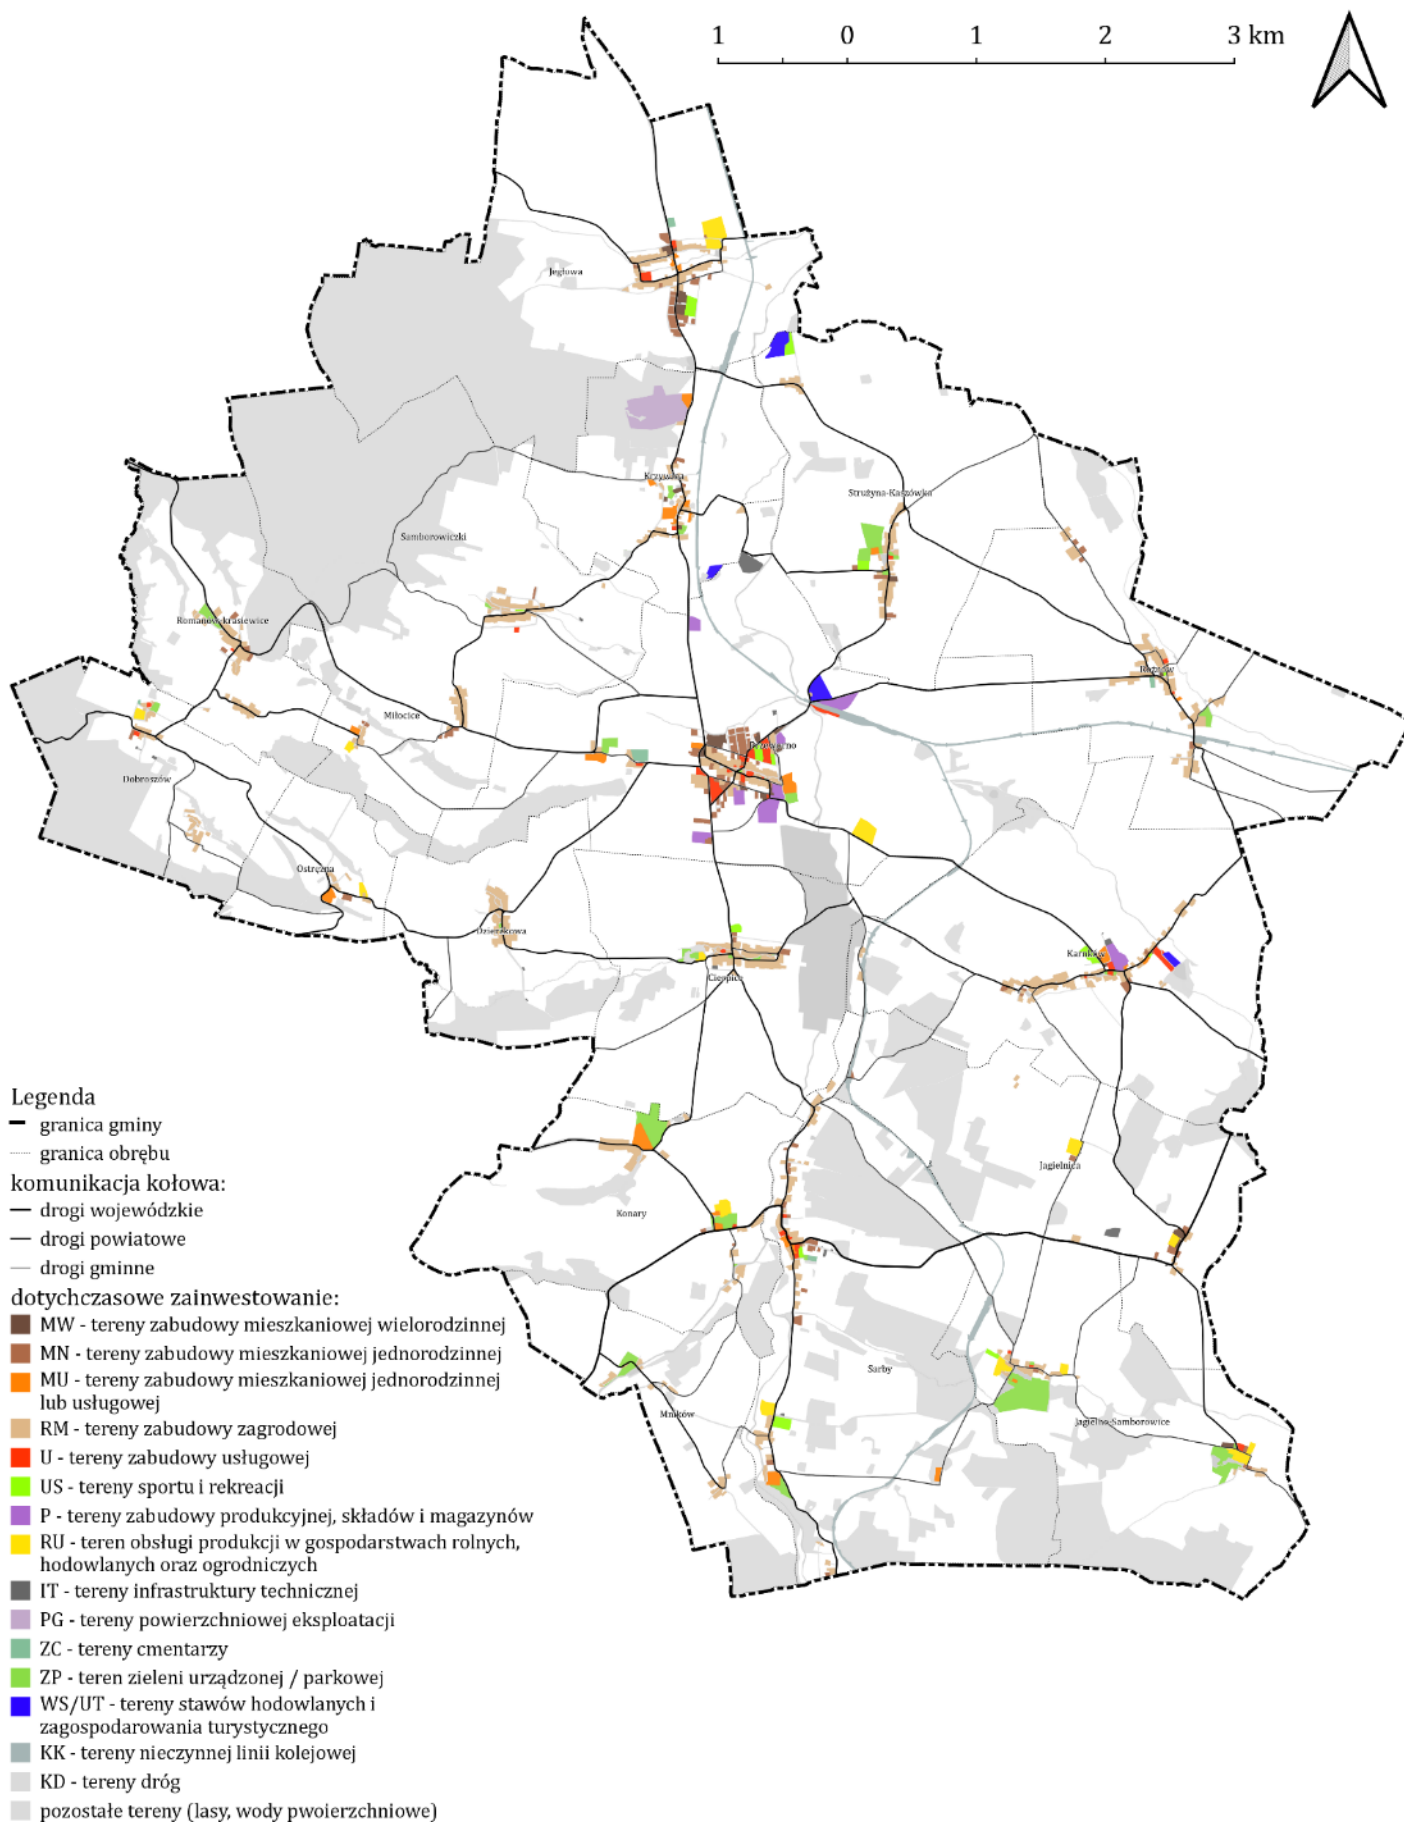 1 0 1 2 3 km
Jegłowa
Krzywina
Strużyna-Kaszówka
Samborowiczki
Romanów-krasiewice
Rożnów
Miłocice
Przeworno
Dobroszów
Ostrężna
Dzierżkowa
Cierpice
Karnków
Jagielnica
Konary
Sarby
Mników
Jagielno-Samborowice
Legenda
granica gminy
granica obrębu
komunikacja kołowa:
drogi wojewódzkie
drogi powiatowe
drogi gminne
dotychczasowe zainwestowanie:
MW - tereny zabudowy mieszkaniowej wielorodzinnej
MN - tereny zabudowy mieszkaniowej jednorodzinnej
MU - tereny zabudowy mieszkaniowej jednorodzinnej
lub usługowej
RM - tereny zabudowy zagrodowej
U - tereny zabudowy usługowej
US - tereny sportu i rekreacji
P - tereny zabudowy produkcyjnej, składów i magazynów
RU - teren obsługi produkcji w gospodarstwach rolnych,
hodowlanych oraz ogrodniczych
IT - tereny infrastruktury technicznej
PG - tereny powierzchniowej eksploatacji
ZC - tereny cmentarzy
ZP - teren zieleni urządzonej / parkowej
WS/UT - tereny stawów hodowlanych i
zagospodarowania turystycznego
KK - tereny nieczynnej linii kolejowej
KD - tereny dróg
pozostałe tereny (lasy, wody pwoierzchniowe)